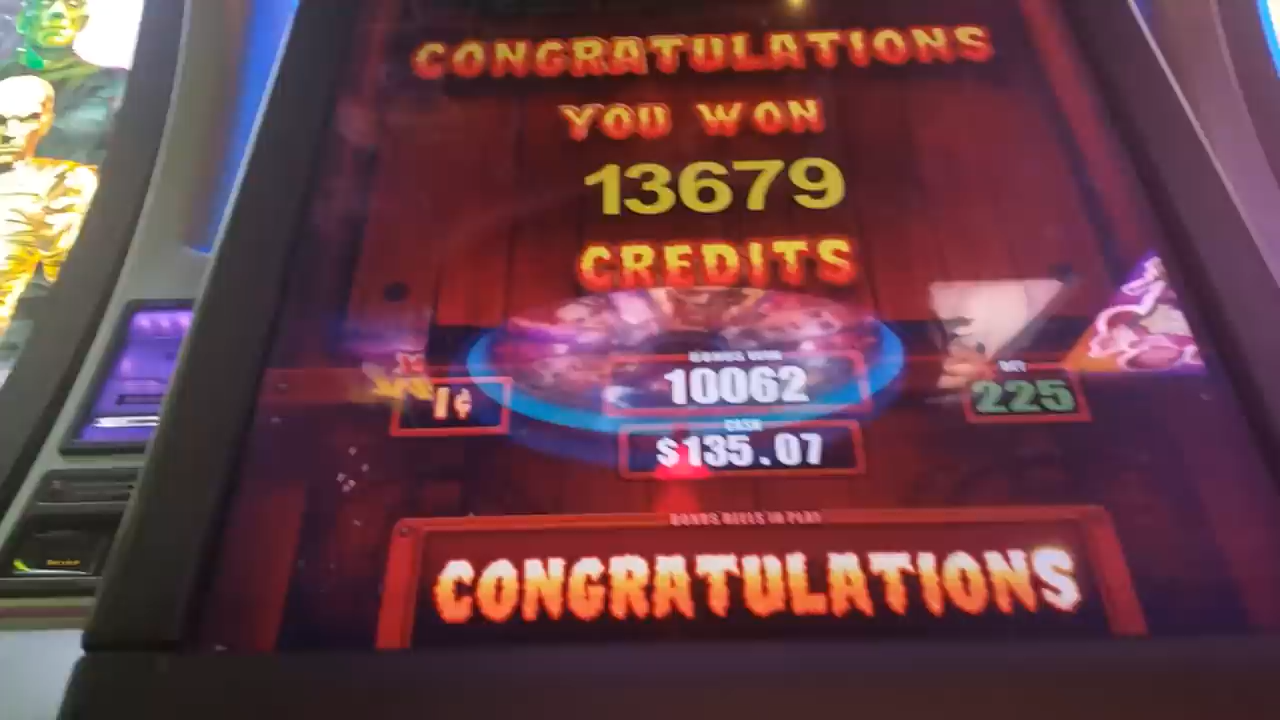 CONGRATULATIONS
YOU WON
13679
CREDITS
BONUS WIN
10062
1¢
BET
225
CASH
$135.07
BONUS REELS IN PLAY
CONGRATULATIONS